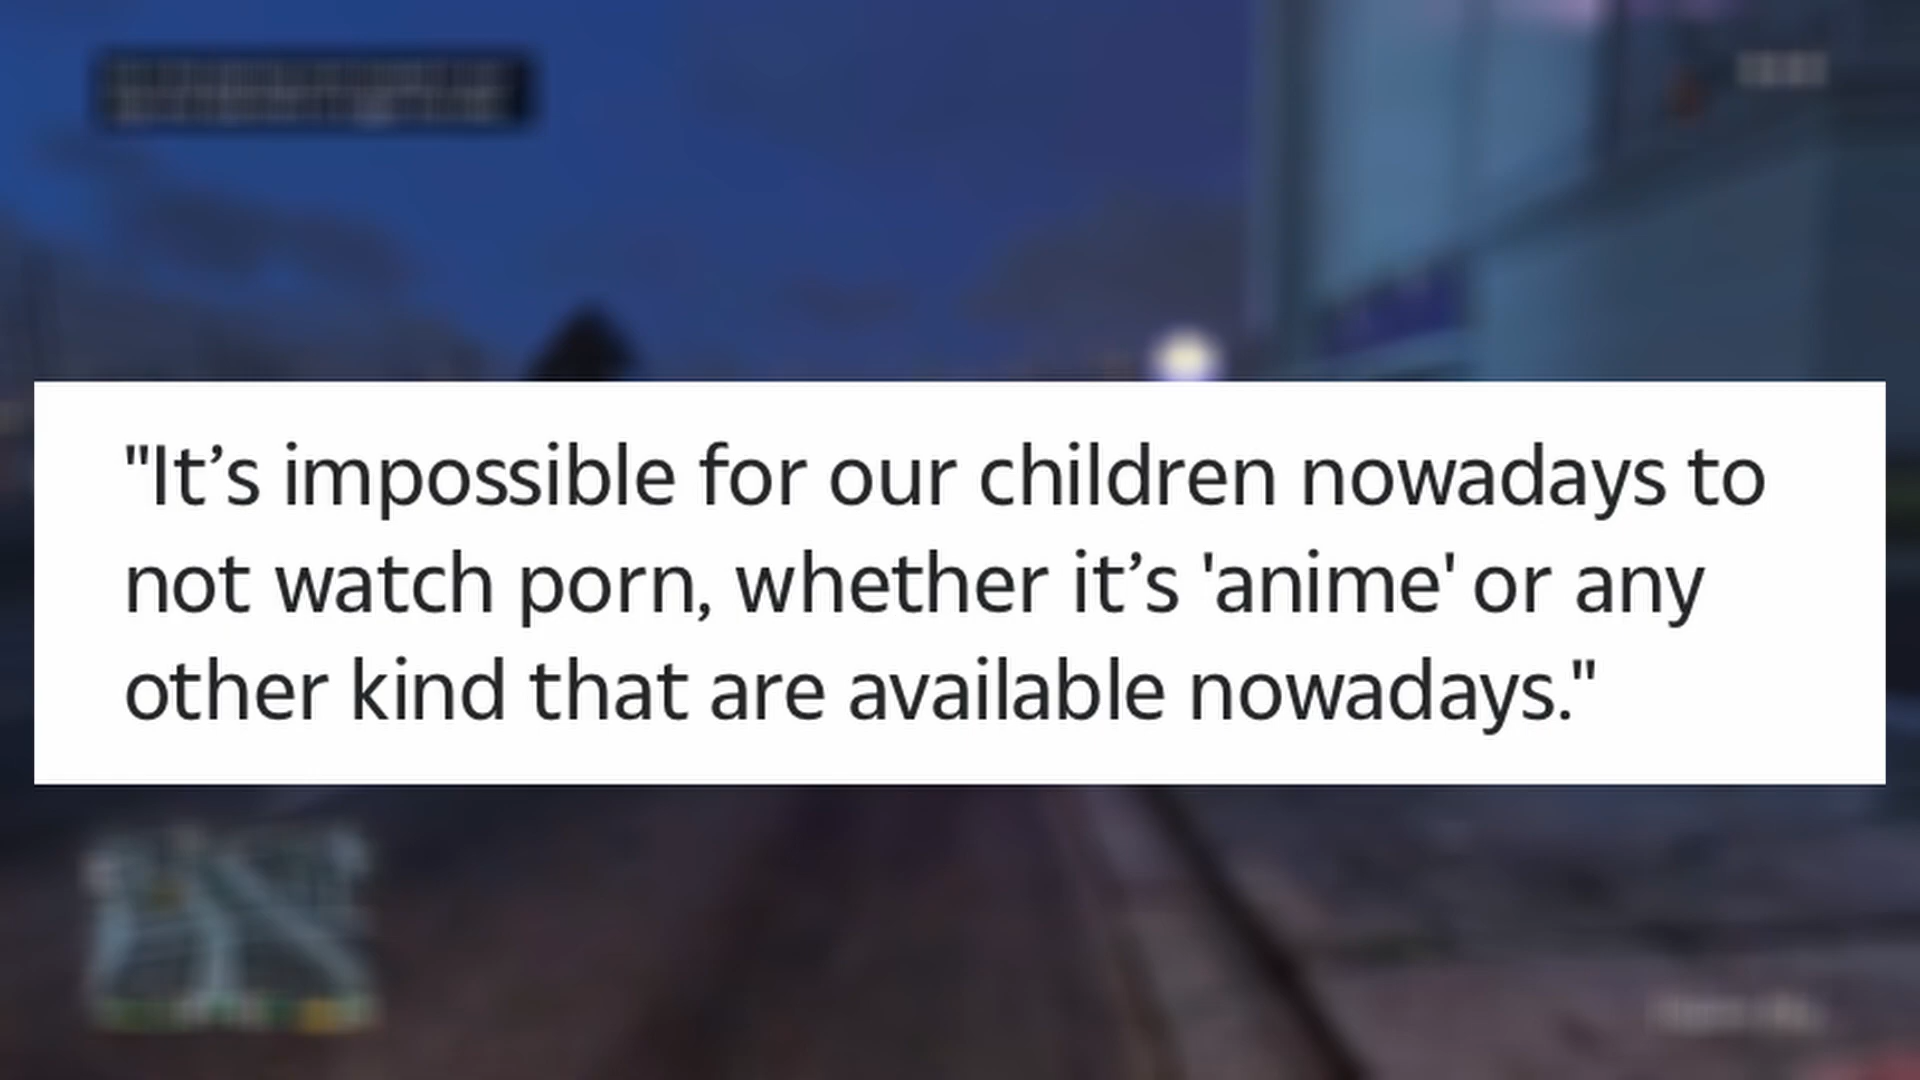 "It’s impossible for our children nowadays to
not watch porn, whether it’s 'anime' or any
other kind that are available nowadays."